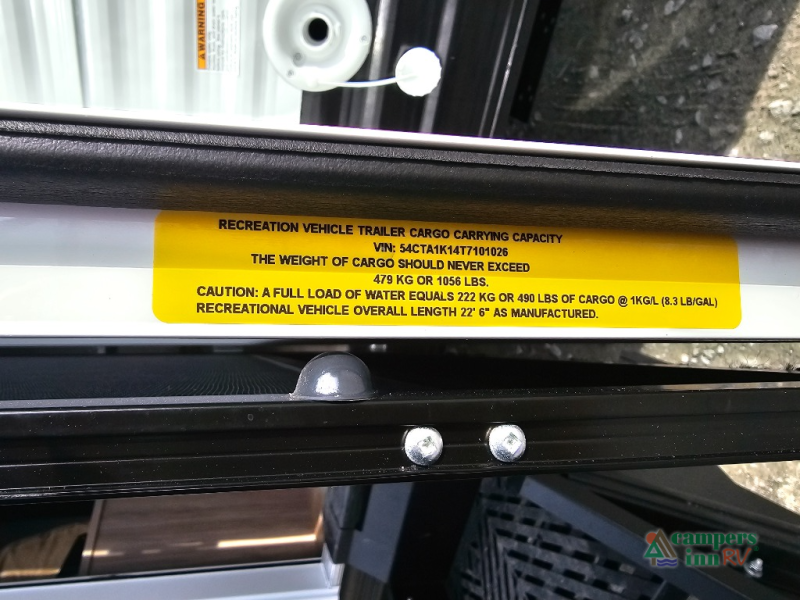 WARNING
RECREATION VEHICLE TRAILER CARGO CARRYING CAPACITY
VIN: 54CTA1K14T7101026
THE WEIGHT OF CARGO SHOULD NEVER EXCEED
479 KG OR 1056 LBS.
CAUTION: A FULL LOAD OF WATER EQUALS 222 KG OR 490 LBS OF CARGO @ 1KG/L (8.3 LB/GAL)
RECREATIONAL VEHICLE OVERALL LENGTH 22' 6" AS MANUFACTURED.
campers
inn RV